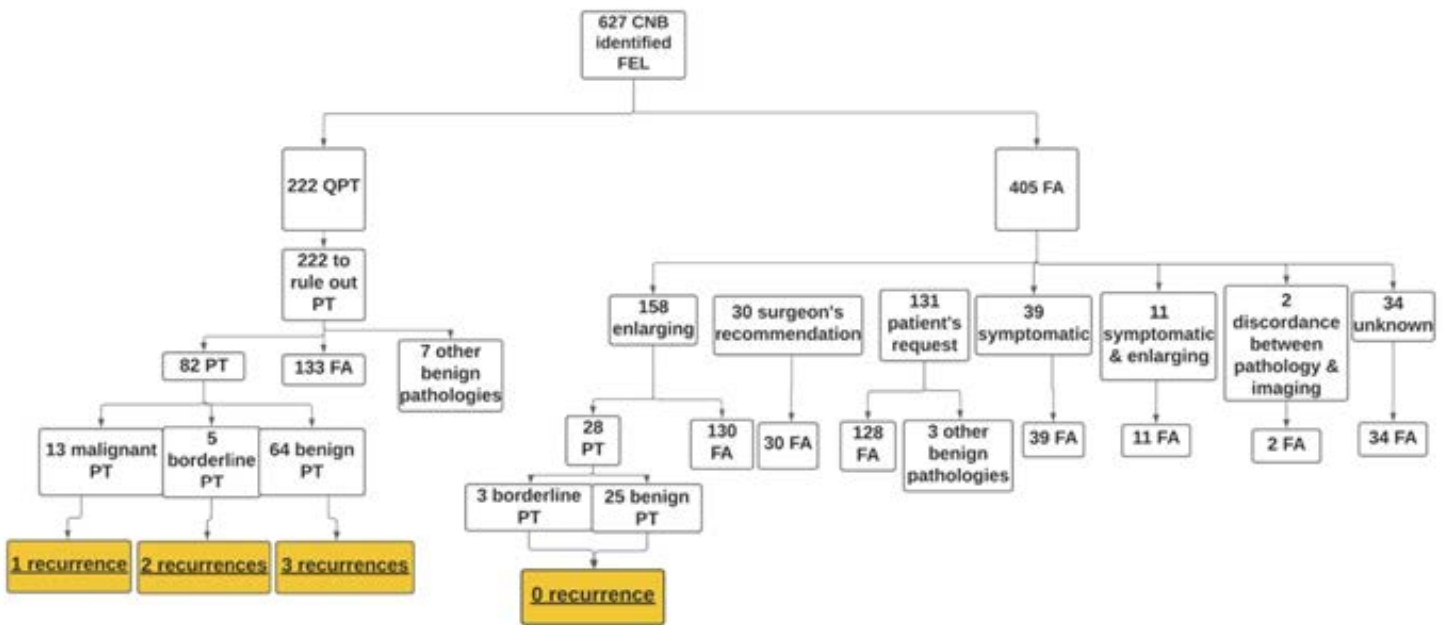 627 CNB
identified
FEL
222 QPT
405 FA
222 to
rule out
PT
158
enlarging
30 surgeon's
recommendation
131
patient's
request
39
symptomatic
11
symptomatic
& enlarging
2
discordance
between
pathology &
imaging
34
unknown
82 PT
133 FA
7 other
benign
pathologies
28
PT
130
FA
30 FA
128
FA
3 other
benign
pathologies
39 FA
11 FA
2 FA
34 FA
13 malignant
PT
5
borderline
PT
64 benign
PT
3 borderline
PT
25 benign
PT
1 recurrence
2 recurrences
3 recurrences
0 recurrence